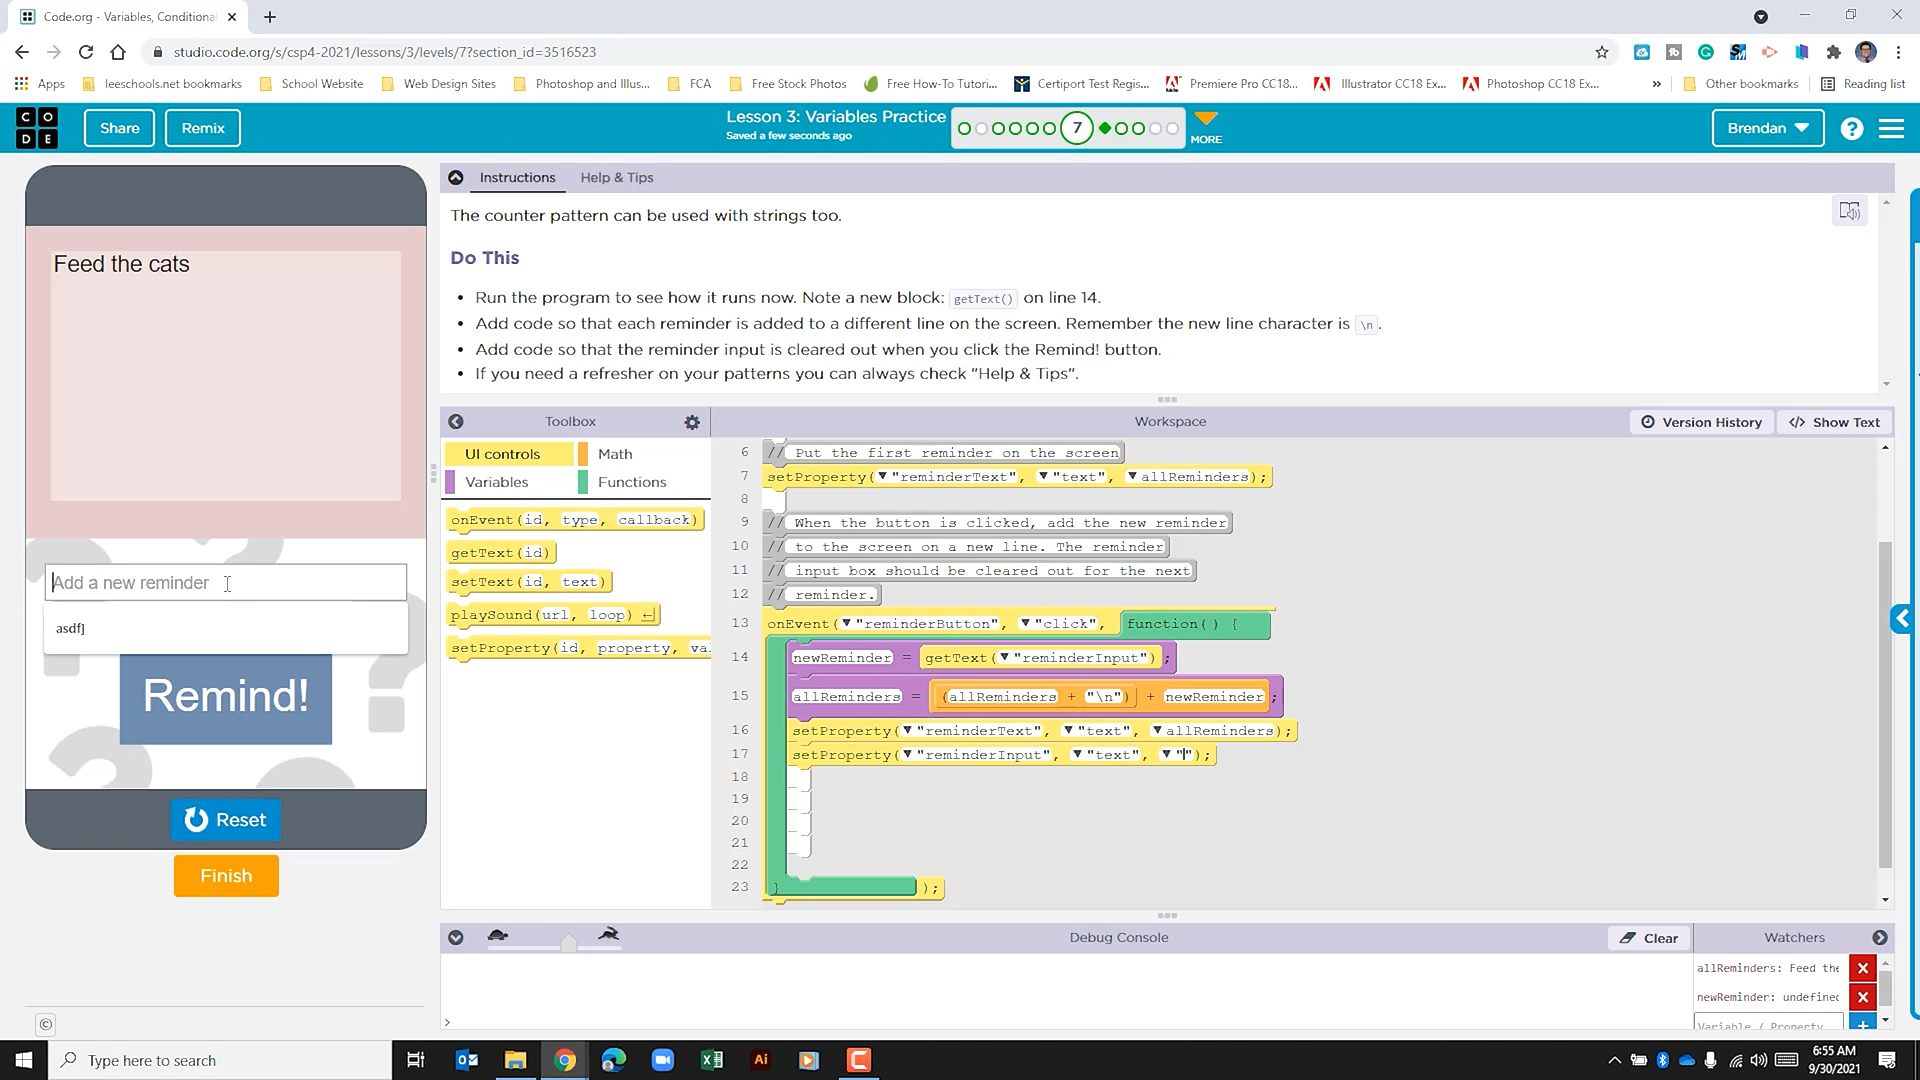 Code.org - Variables, Conditional
studio.code.org/s/csp4-2021/lessons/3/levels/7?section_id=3516523
Apps
leeschools.net bookmarks
School Website
Web Design Sites
Photoshop and Illus...
FCA
Free Stock Photos
Free How-To Tutori...
Certiport Test Regis...
Premiere Pro CC18...
Illustrator CC18 Ex...
Photoshop CC18 Ex...
»
Other bookmarks
Reading list
C O
D E
Share
Remix
Lesson 3: Variables Practice
Saved a few seconds ago
7
MORE
Brendan
?
Feed the cats
Add a new reminder
asdf]
Remind!
Reset
Finish
©
Instructions
Help & Tips
The counter pattern can be used with strings too.
Do This
• Run the program to see how it runs now. Note a new block: getText() on line 14.
• Add code so that each reminder is added to a different line on the screen. Remember the new line character is \n.
• Add code so that the reminder input is cleared out when you click the Remind! button.
• If you need a refresher on your patterns you can always check "Help & Tips".
Toolbox
Workspace
Version History
</> Show Text
UI controls
Math
Variables
Functions
onEvent(id, type, callback)
getText(id)
setText(id, text)
playSound(url, loop)
setProperty(id, property, va
6 // Put the first reminder on the screen
7 setProperty("reminderText", "text", allReminders);
8
9 // When the button is clicked, add the new reminder
10 // to the screen on a new line. The reminder
11 // input box should be cleared out for the next
12 // reminder.
13 onEvent("reminderButton", "click", function( ) {
14 newReminder = getText("reminderInput");
15 allReminders = (allReminders + "\n") + newReminder;
16 setProperty("reminderText", "text", allReminders);
17 setProperty("reminderInput", "text", "");
18
19
20
21
22
23 } );
Debug Console
Clear
Watchers
allReminders: Feed the
newReminder: undefined
Variable / Property
>
Type here to search
Ai
6:55 AM
9/30/2021